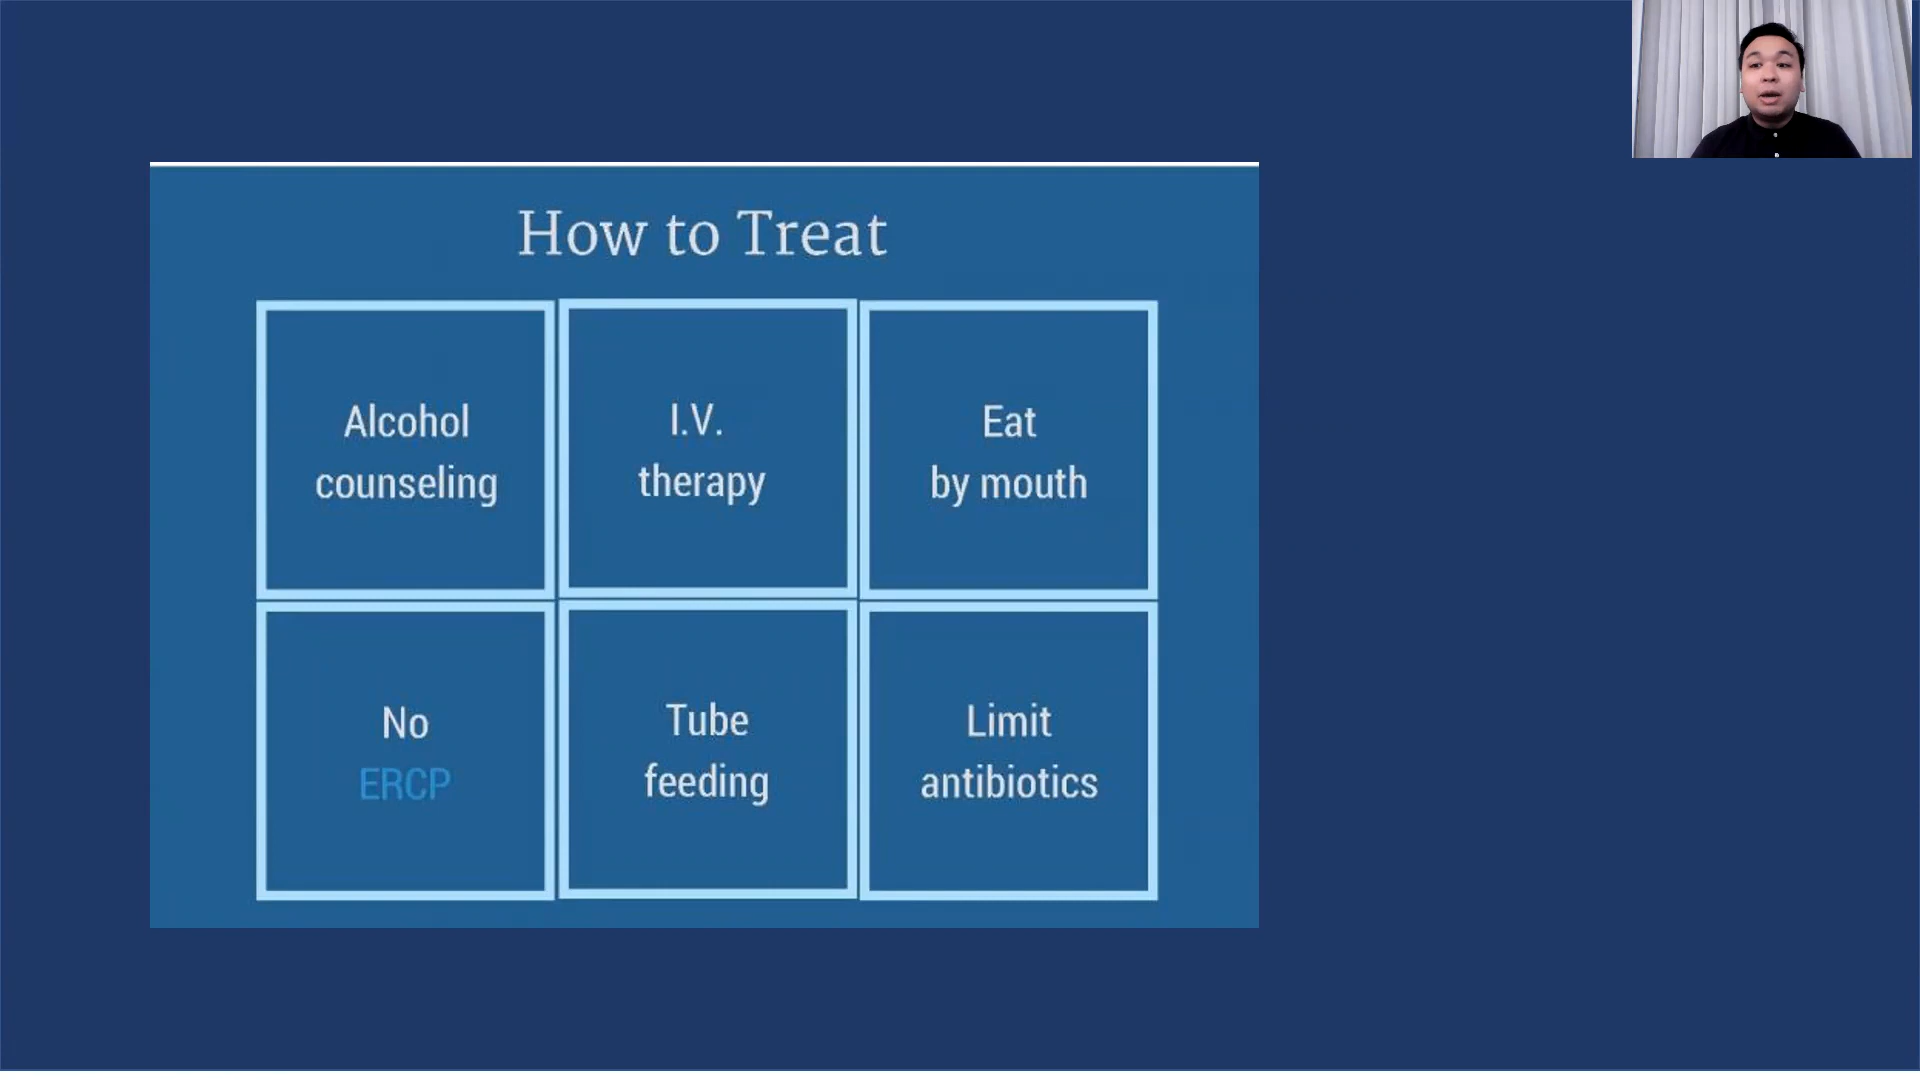 How to Treat
Alcohol
counseling
I.V.
therapy
Eat
by mouth
No
ERCP
Tube
feeding
Limit
antibiotics